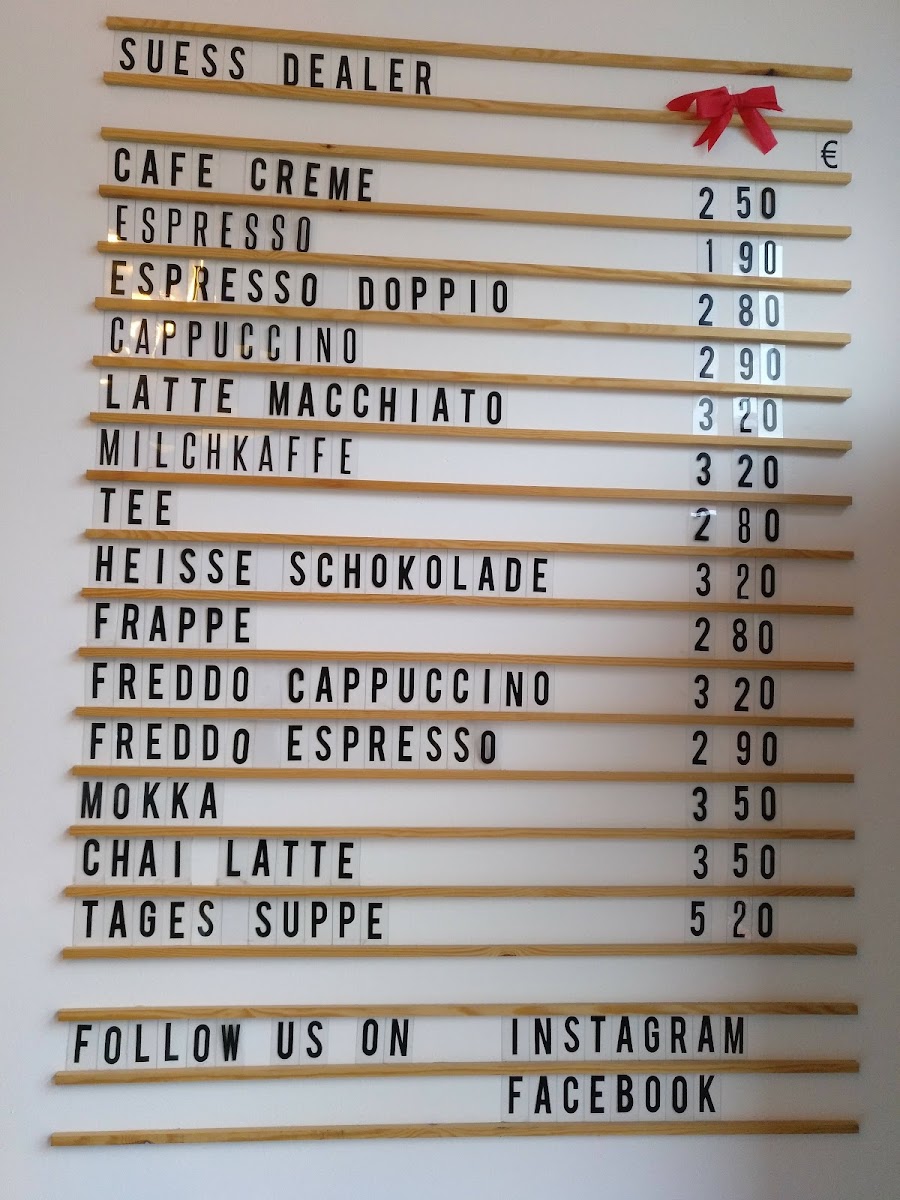 SUESS DEALER
€
CAFE CREME 2 50
ESPRESSO 1 90
ESPRESSO DOPPIO 2 80
CAPPUCCINO 2 90
LATTE MACCHIATO 3 20
MILCHKAFFE 3 20
TEE 2 80
HEISSE SCHOKOLADE 3 20
FRAPPE 2 80
FREDDO CAPPUCCINO 3 20
FREDDO ESPRESSO 2 90
MOKKA 3 50
CHAI LATTE 3 50
TAGES SUPPE 5 20
FOLLOW US ON INSTAGRAM
FACEBOOK